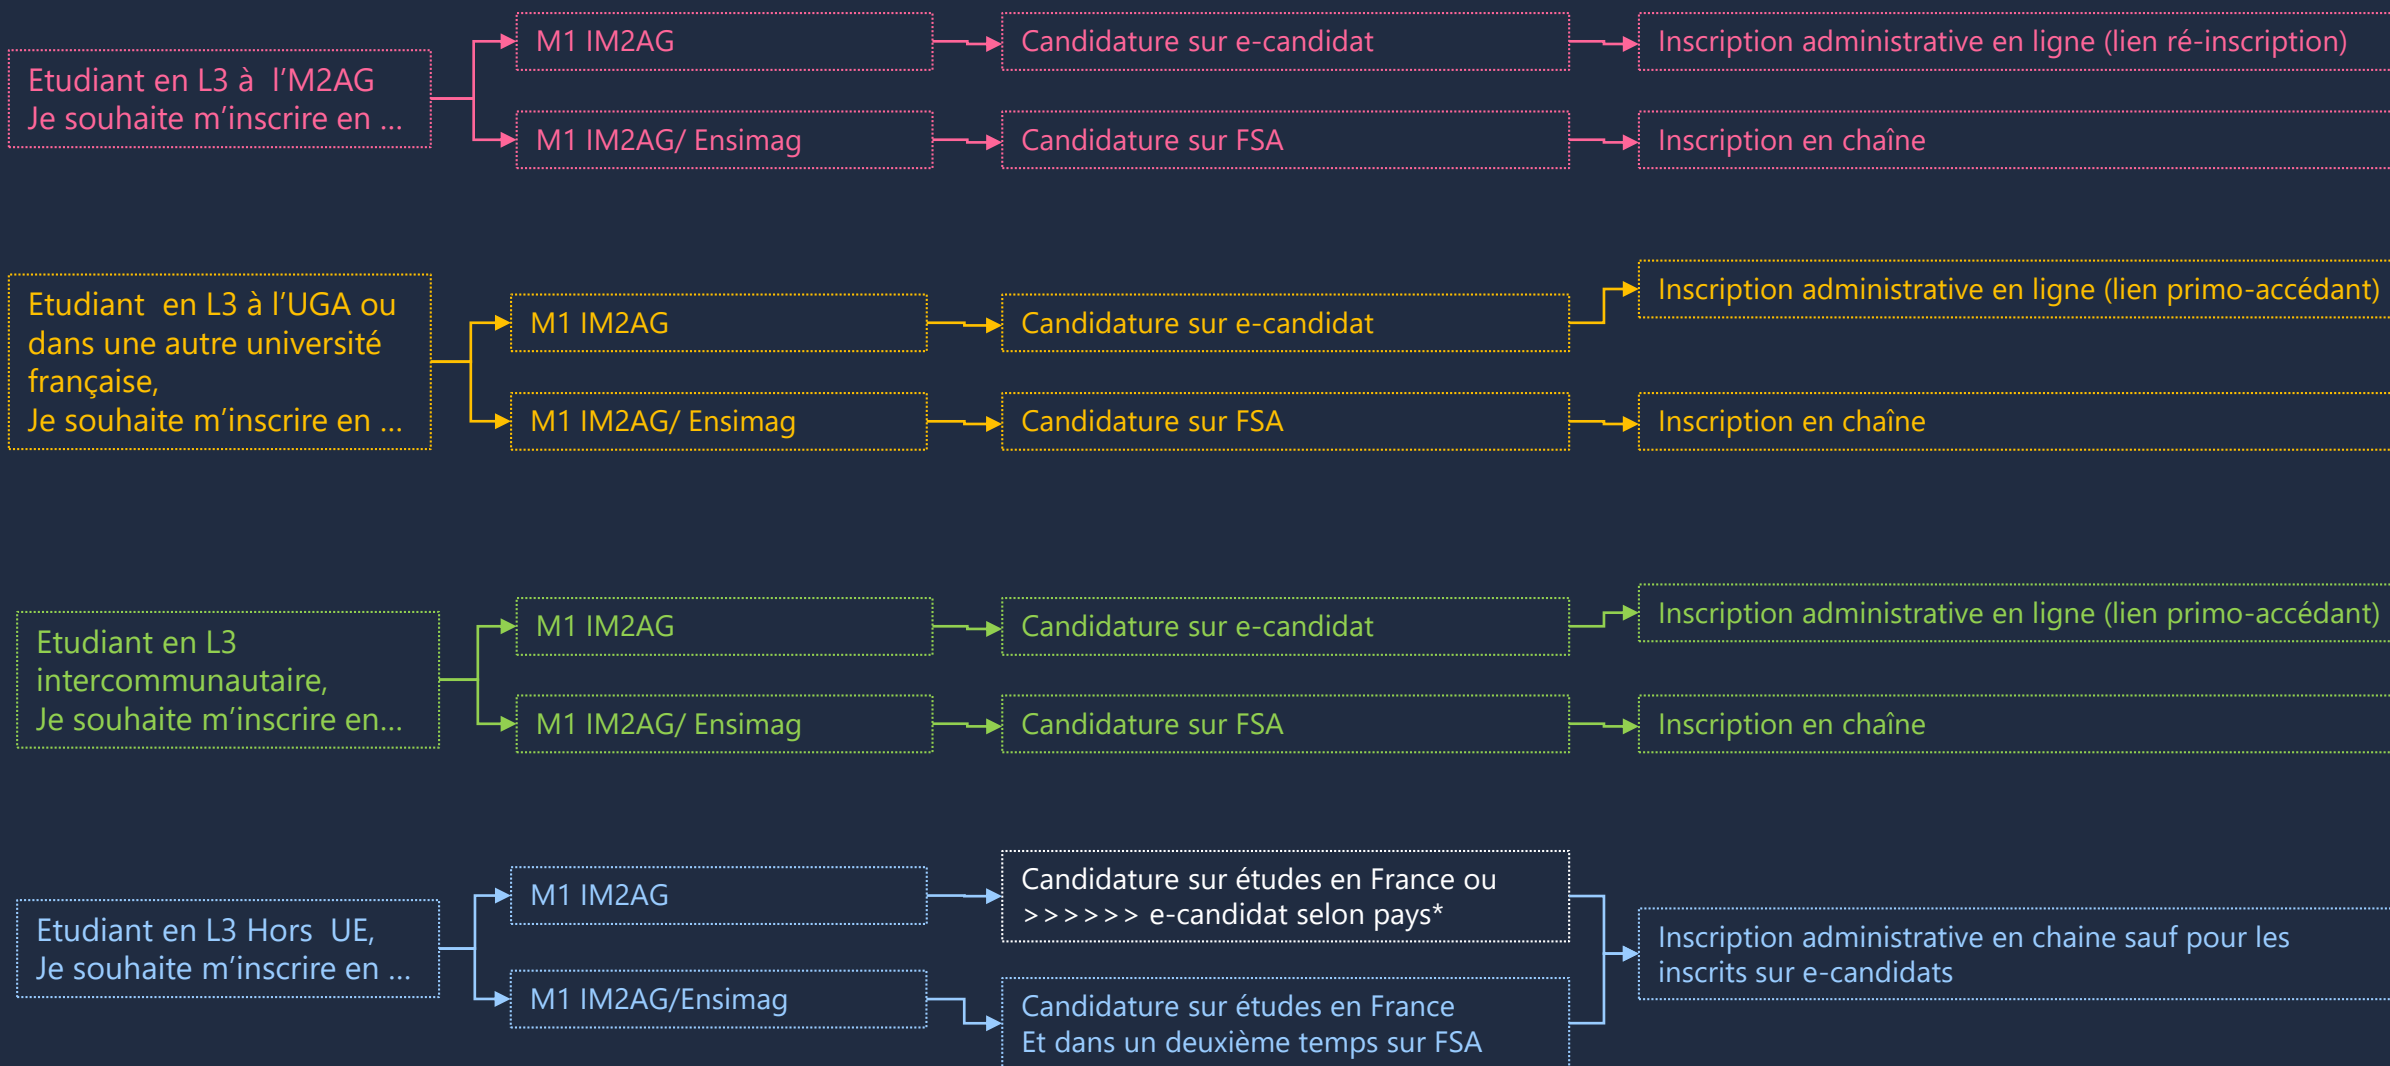 Etudiant en L3 à  l’M2AG
Je souhaite m’inscrire en ...
M1 IM2AG
Candidature sur e-candidat
Inscription administrative en ligne (lien ré-inscription)
M1 IM2AG/ Ensimag
Candidature sur FSA
Inscription en chaîne
Etudiant  en L3 à l’UGA ou
dans une autre université
française,
Je souhaite m’inscrire en ...
M1 IM2AG
Candidature sur e-candidat
Inscription administrative en ligne (lien primo-accédant)
M1 IM2AG/ Ensimag
Candidature sur FSA
Inscription en chaîne
Etudiant en L3
intercommunautaire,
Je souhaite m’inscrire en...
M1 IM2AG
Candidature sur e-candidat
Inscription administrative en ligne (lien primo-accédant)
M1 IM2AG/ Ensimag
Candidature sur FSA
Inscription en chaîne
Etudiant en L3 Hors  UE,
Je souhaite m’inscrire en ...
M1 IM2AG
Candidature sur études en France ou
>>>>>> e-candidat selon pays*
M1 IM2AG/Ensimag
Candidature sur études en France
Et dans un deuxième temps sur FSA
Inscription administrative en chaine sauf pour les
inscrits sur e-candidats